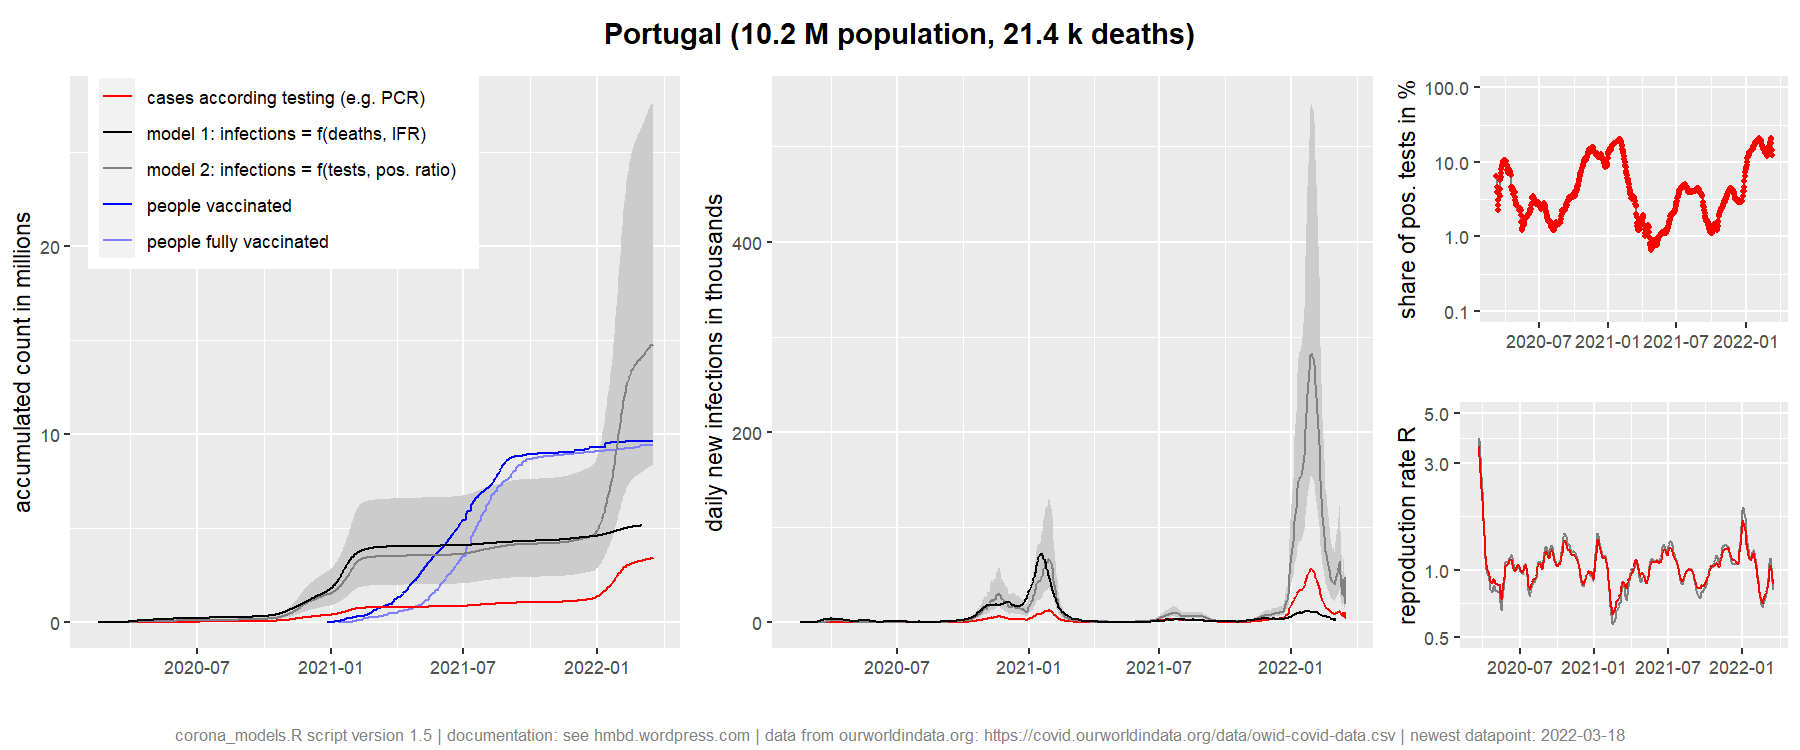 Portugal (10.2 M population, 21.4 k deaths)
cases according testing (e.g. PCR)
model 1: infections = f(deaths, IFR)
model 2: infections = f(tests, pos. ratio)
people vaccinated
people fully vaccinated
accumulated count in millions
20
10
0
2020-07 2021-01 2021-07 2022-01
daily new infections in thousands
400
200
0
2020-07 2021-01 2021-07 2022-01
share of pos. tests in %
100.0
10.0
1.0
0.1
2020-07 2021-01 2021-07 2022-01
reproduction rate R
5.0
3.0
1.0
0.5
2020-07 2021-01 2021-07 2022-01
corona_models.R script version 1.5 | documentation: see hmbd.wordpress.com | data from ourworldindata.org: https://covid.ourworldindata.org/data/owid-covid-data.csv | newest datapoint: 2022-03-18